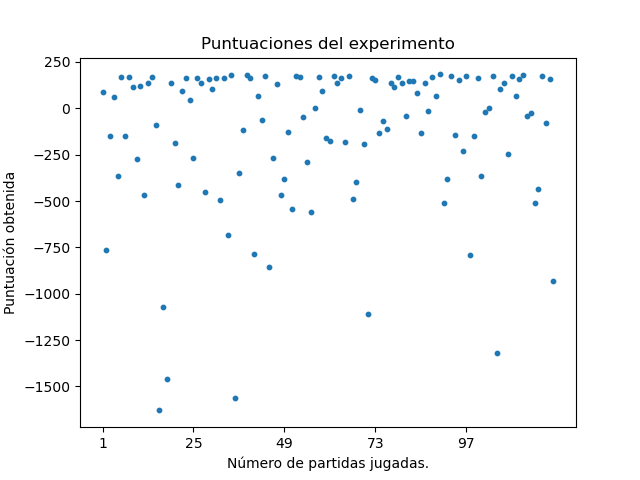 Puntuaciones del experimento
250
0
−250
−500
−750
−1000
−1250
−1500
Puntuación obtenida
1 25 49 73 97
Número de partidas jugadas.